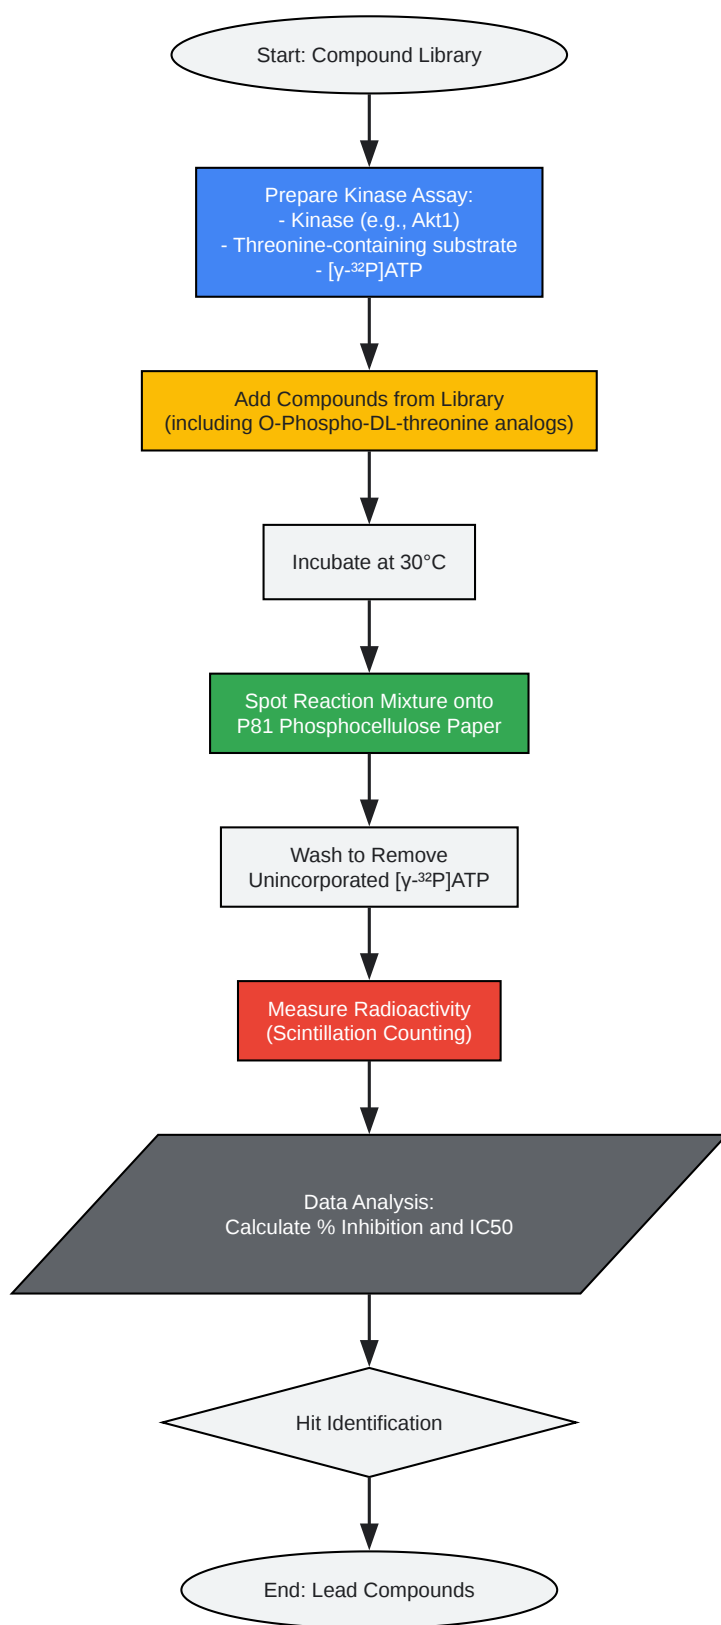 Start: Compound Library
Prepare Kinase Assay:
- Kinase (e.g., Akt1)
- Threonine-containing substrate
- [γ-³²P]ATP
Add Compounds from Library
(including O-Phospho-DL-threonine analogs)
Incubate at 30°C
Spot Reaction Mixture onto
P81 Phosphocellulose Paper
Wash to Remove
Unincorporated [γ-³²P]ATP
Measure Radioactivity
(Scintillation Counting)
Data Analysis:
Calculate % Inhibition and IC50
Hit Identification
End: Lead Compounds